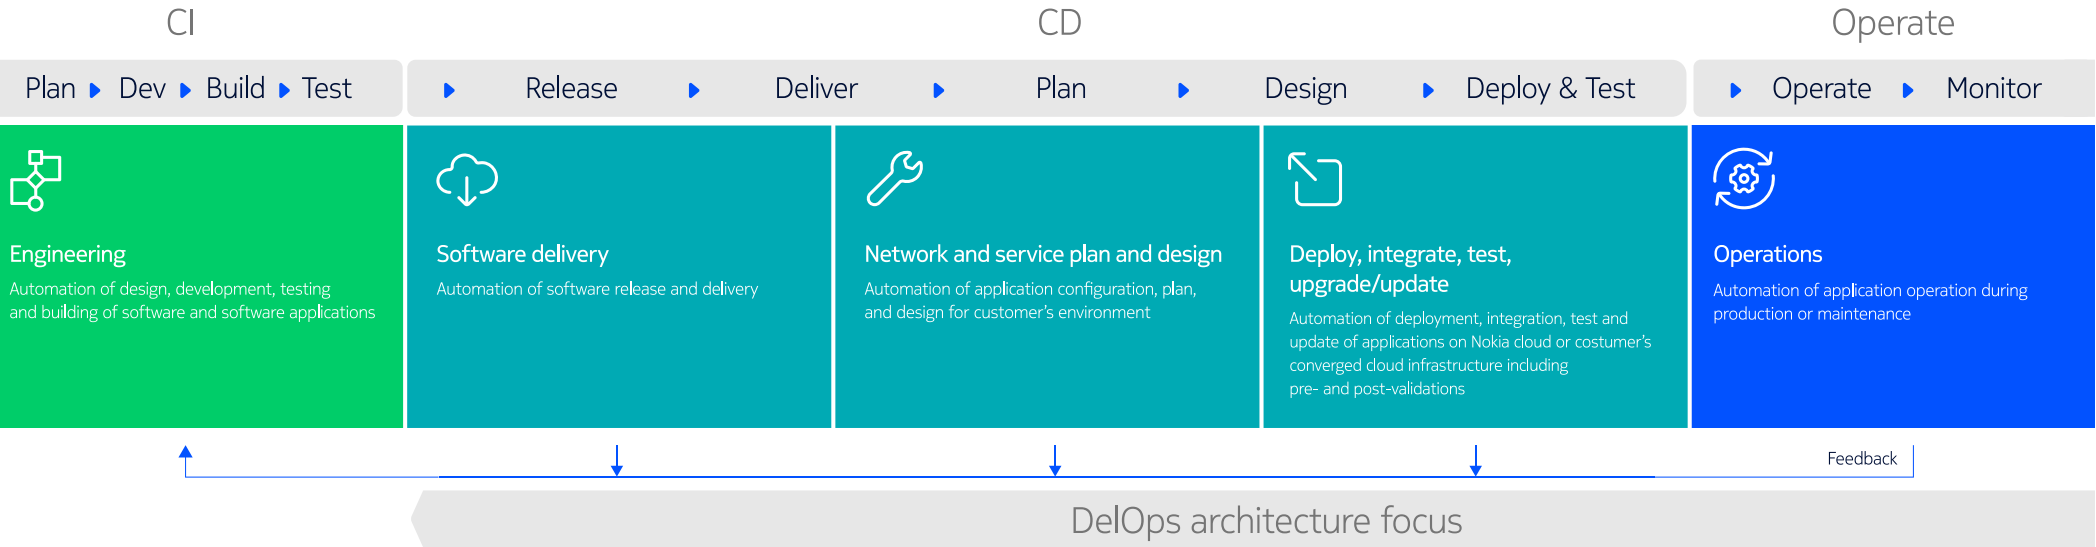 CI
CD
Operate
Plan Dev Build Test
Release Deliver Plan Design Deploy & Test
Operate Monitor
Engineering
Automation of design, development, testing
and building of software and software applications
Software delivery
Automation of software release and delivery
Network and service plan and design
Automation of application configuration, plan,
and design for customer's environment
Deploy, integrate, test,
upgrade/update
Automation of deployment, integration, test and
update of applications on Nokia cloud or costumer's
converged cloud infrastructure including
pre- and post-validations
Operations
Automation of application operation during
production or maintenance
Feedback
DelOps architecture focus